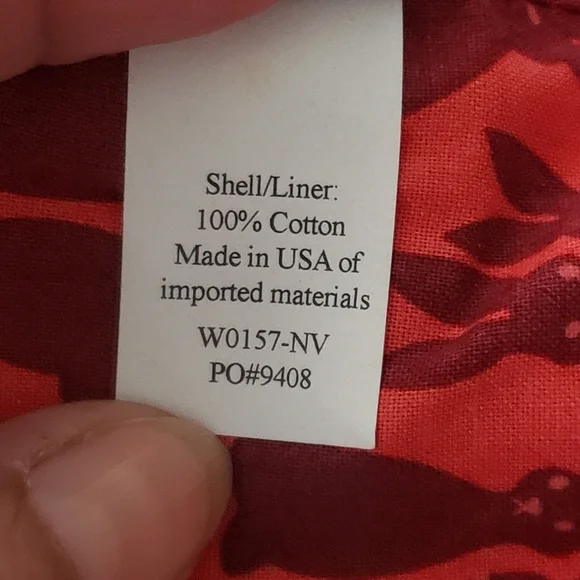 Shell/Liner:
100% Cotton
Made in USA of
imported materials
W0157-NV
PO#9408